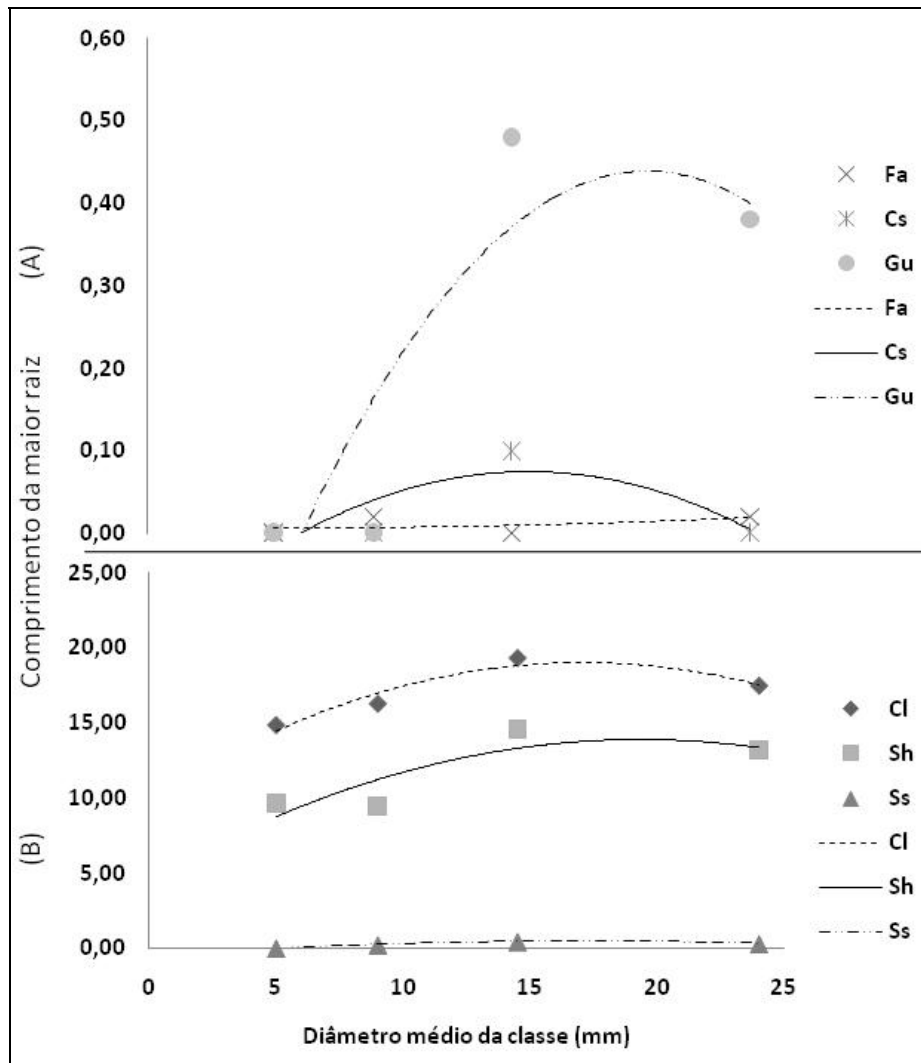 0,60
0,50
0,40
0,30
0,20
0,10
0,00
Fa
Cs
Gu
Fa
Cs
Gu
(A)
Comprimento da maior raiz
(B)
25,00
20,00
15,00
10,00
5,00
0,00
Cl
Sh
Ss
Cl
Sh
Ss
0 5 10 15 20 25
Diâmetro médio da classe (mm)